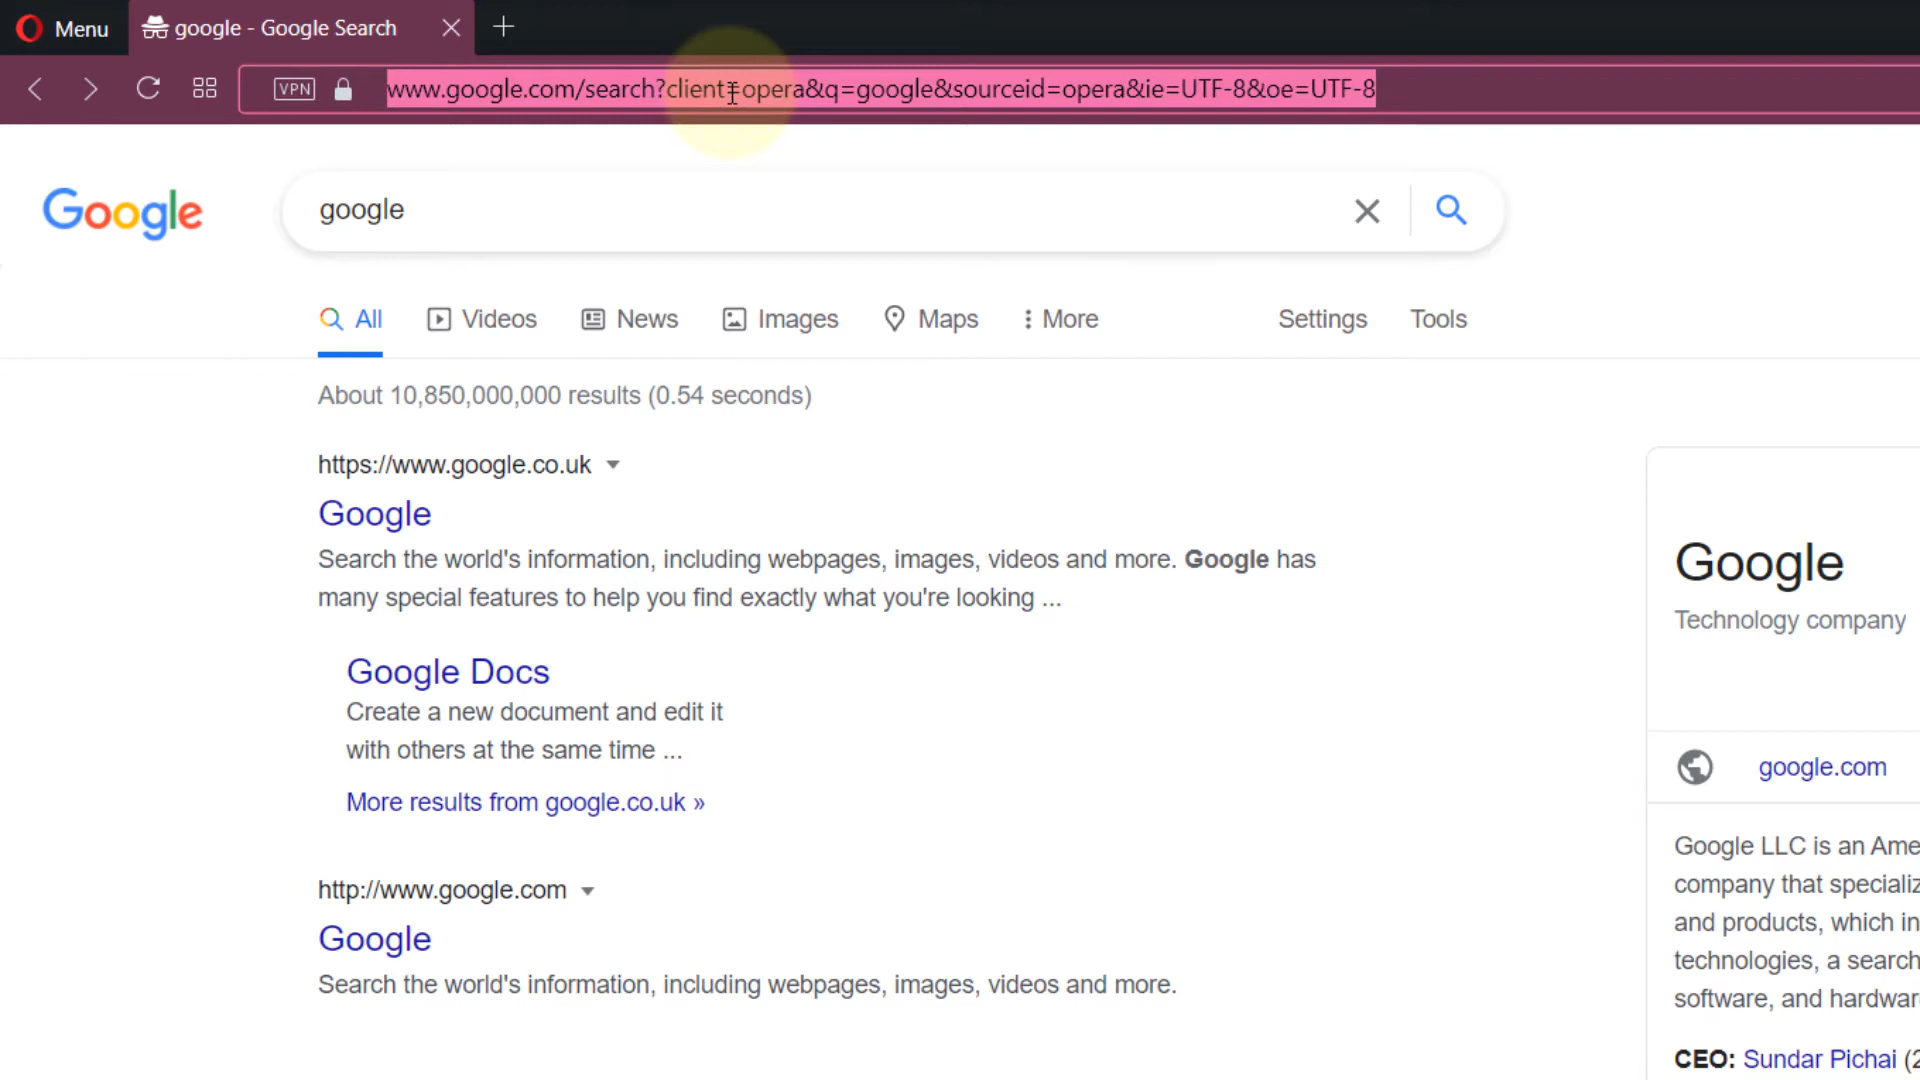 Menu
google - Google Search
VPN
www.google.com/search?client=opera&q=google&sourceid=opera&ie=UTF-8&oe=UTF-8
Google
google
All
Videos
News
Images
Maps
More
Settings
Tools
About 10,850,000,000 results (0.54 seconds)
https://www.google.co.uk
Google
Search the world's information, including webpages, images, videos and more. Google has
many special features to help you find exactly what you're looking ...
Google Docs
Create a new document and edit it
with others at the same time ...
More results from google.co.uk »
http://www.google.com
Google
Search the world's information, including webpages, images, videos and more.
Google
Technology company
google.com
Google LLC is an Ame
company that specializ
and products, which in
technologies, a search
software, and hardwar
CEO: Sundar Pichai (2